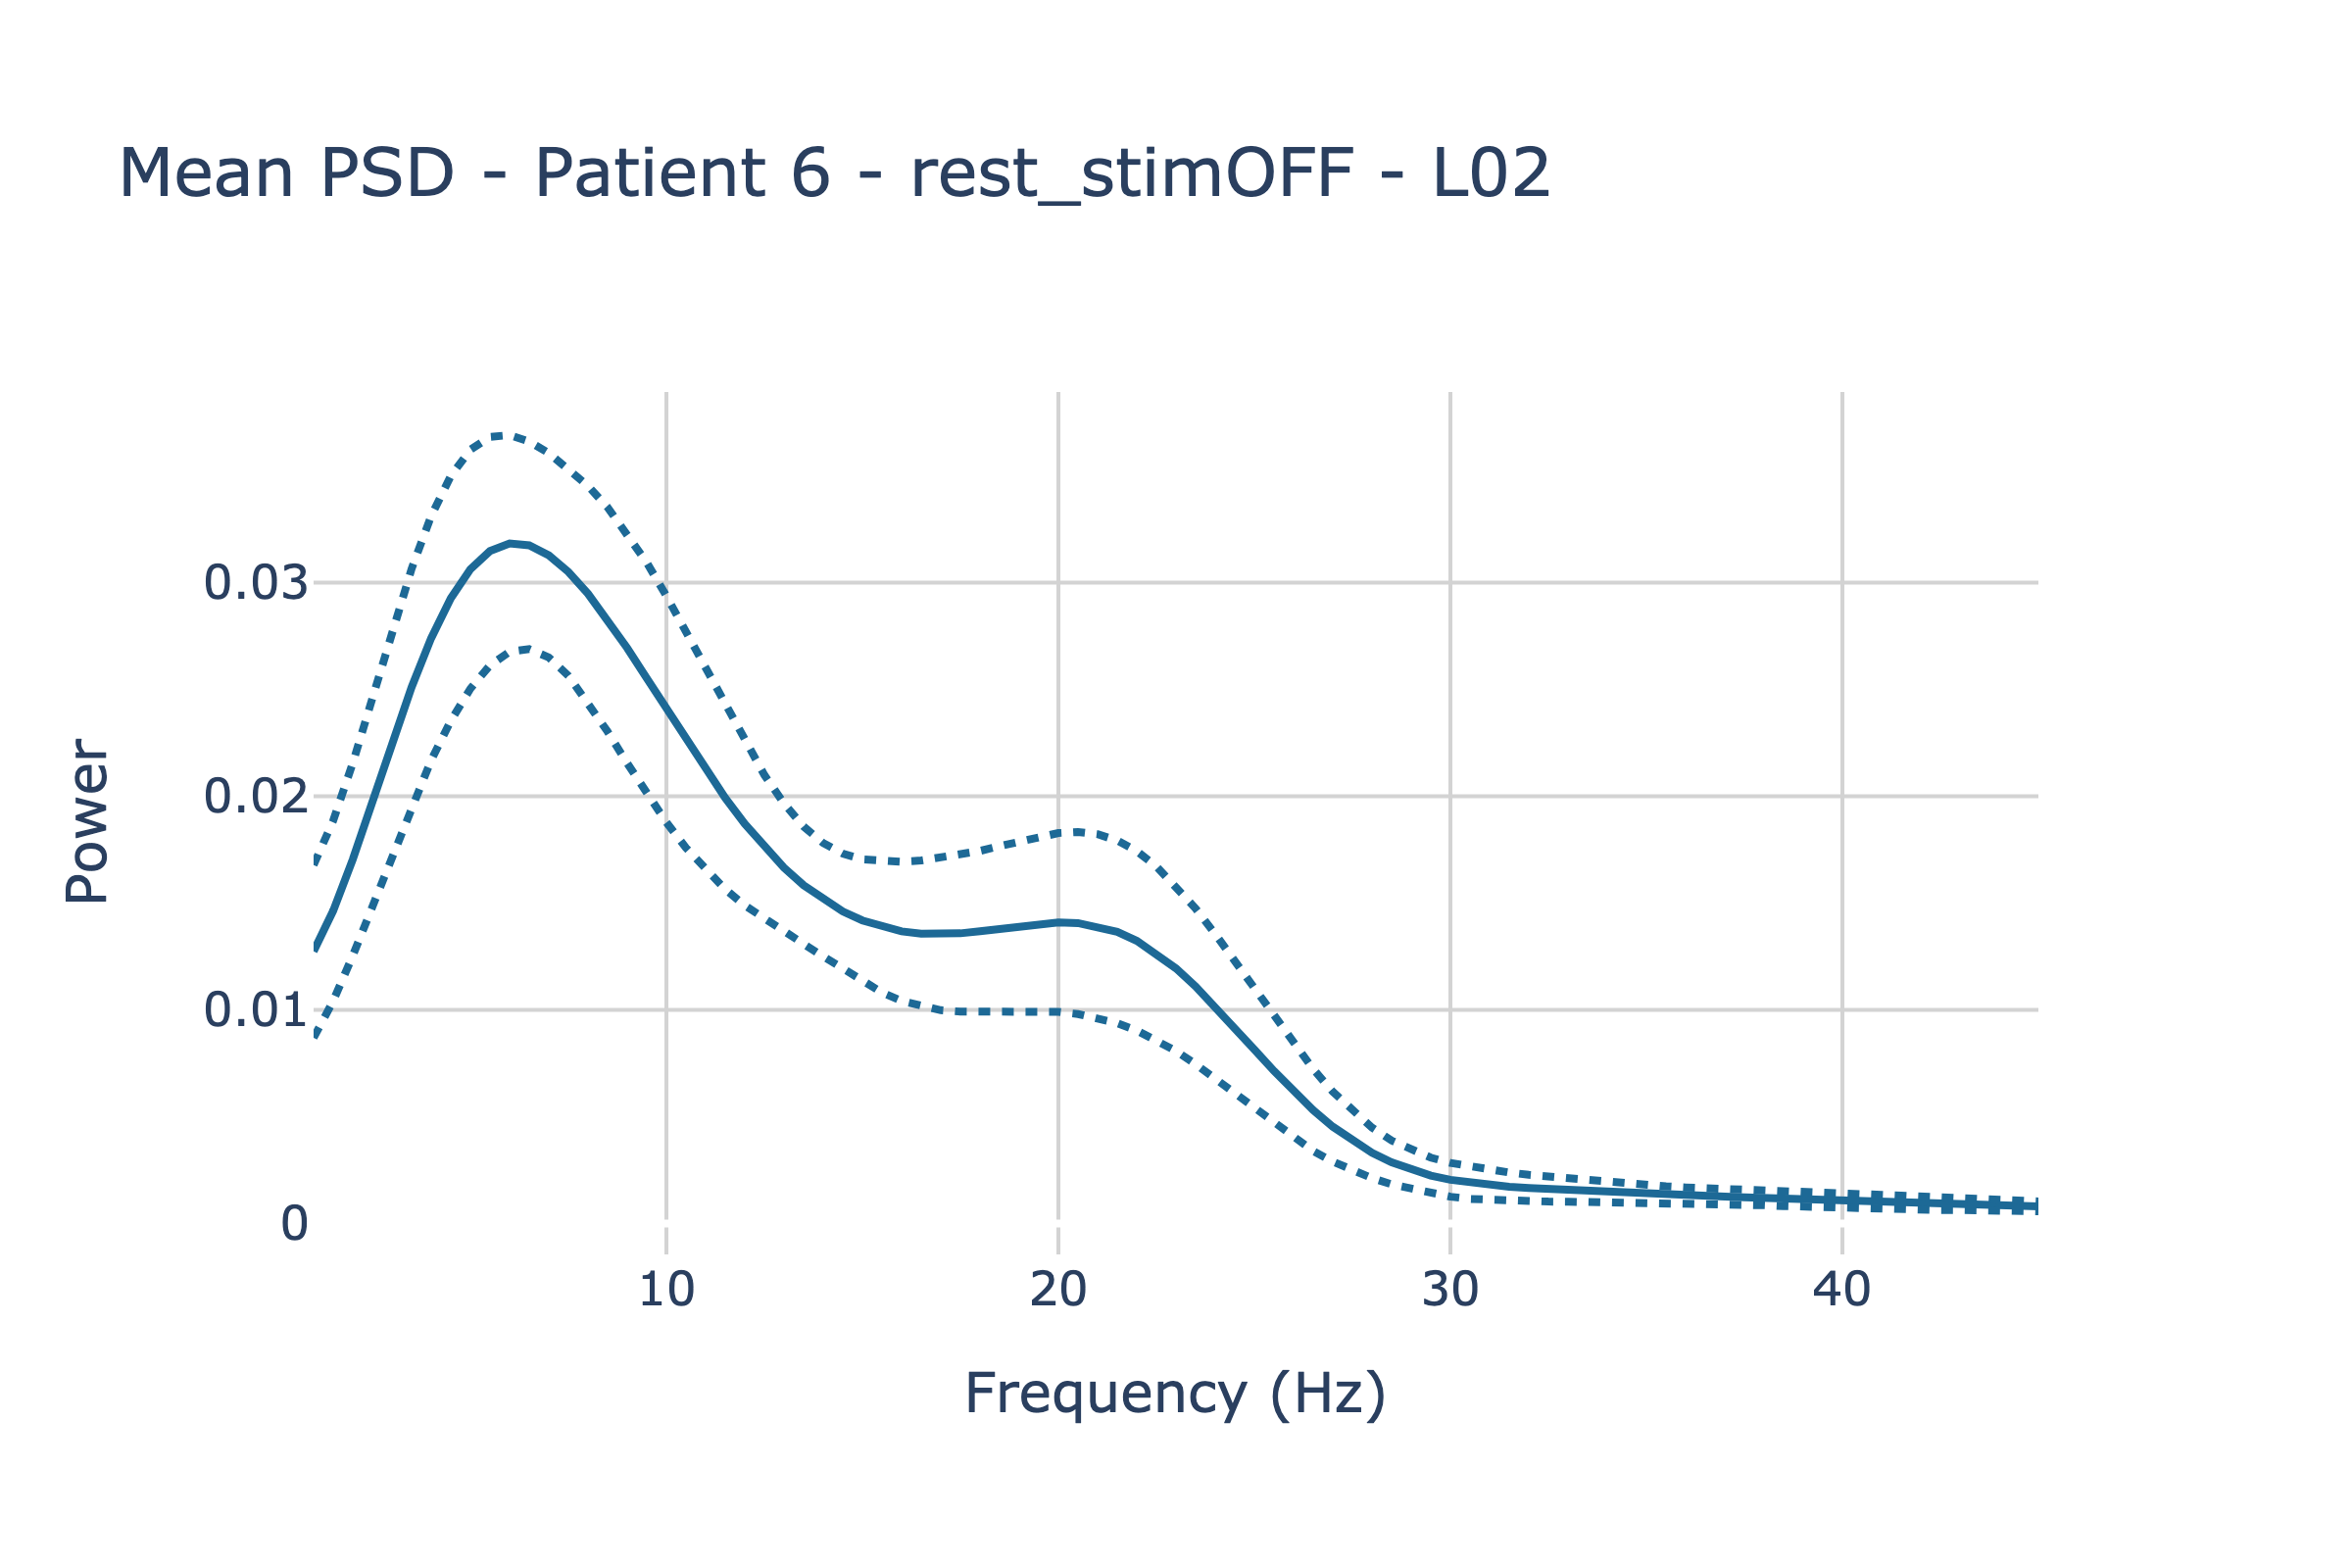 Mean PSD - Patient 6 - rest_stimOFF - L02
Power
0.03
0.02
0.01
0
10 20 30 40
Frequency (Hz)